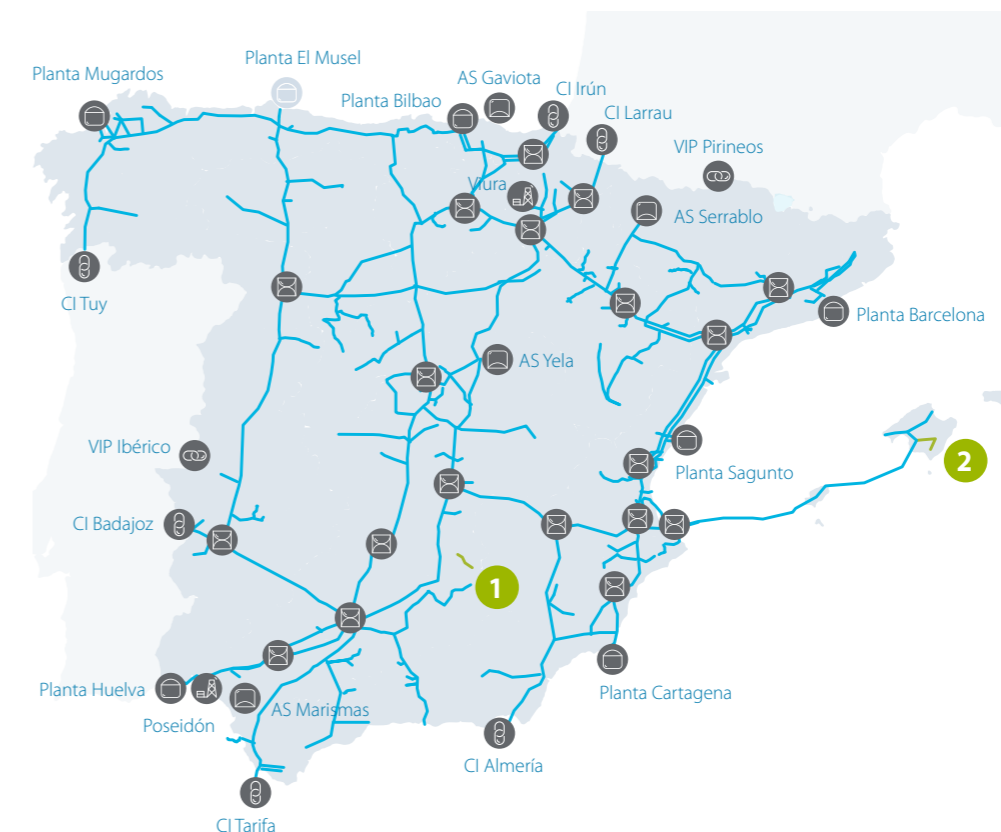 Planta El Musel
Planta Mugardos
AS Gaviota
CI Irún
Planta Bilbao
CI Larrau
VIP Pirineos
Viura
AS Serrablo
CI Tuy
Planta Barcelona
AS Yela
VIP Ibérico
2
Planta Sagunto
CI Badajoz
1
Planta Huelva
Planta Cartagena
AS Marismas
Poseidón
CI Almería
CI Tarifa